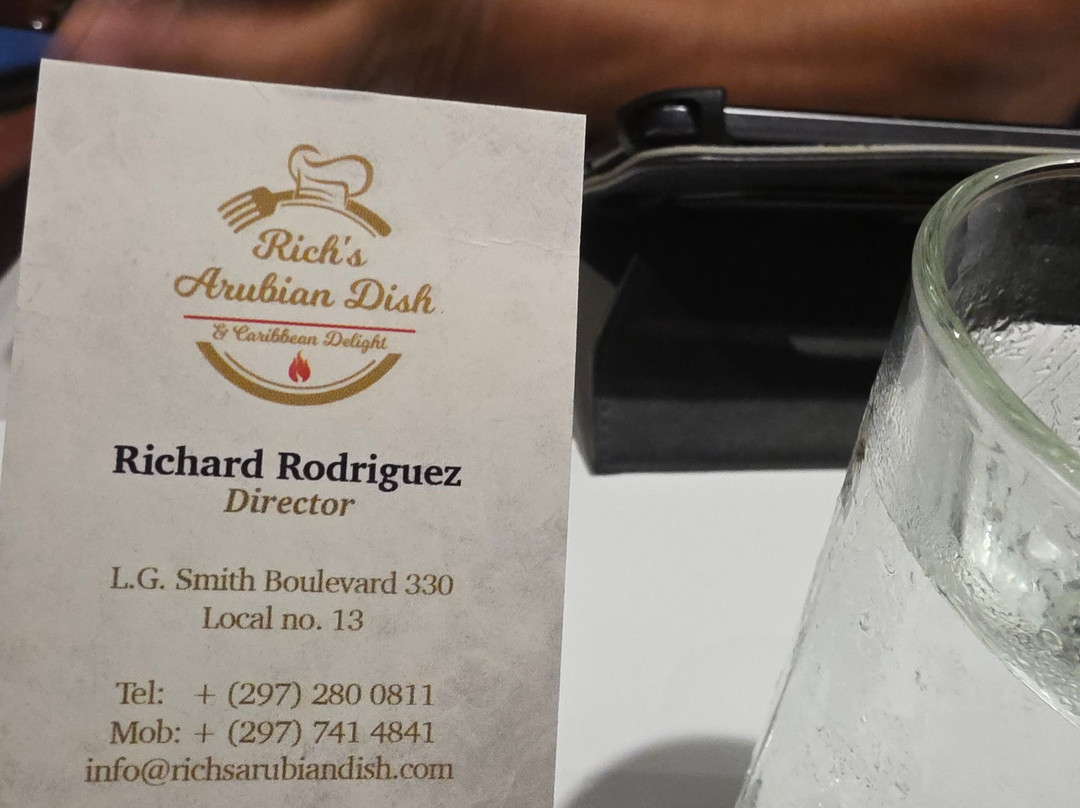 Rich's
Arubian Dish
& Caribbean Delight
Richard Rodriguez
Director
L.G. Smith Boulevard 330
Local no. 13
Tel: + (297) 280 0811
Mob: + (297) 741 4841
info@richsarubiandish.com